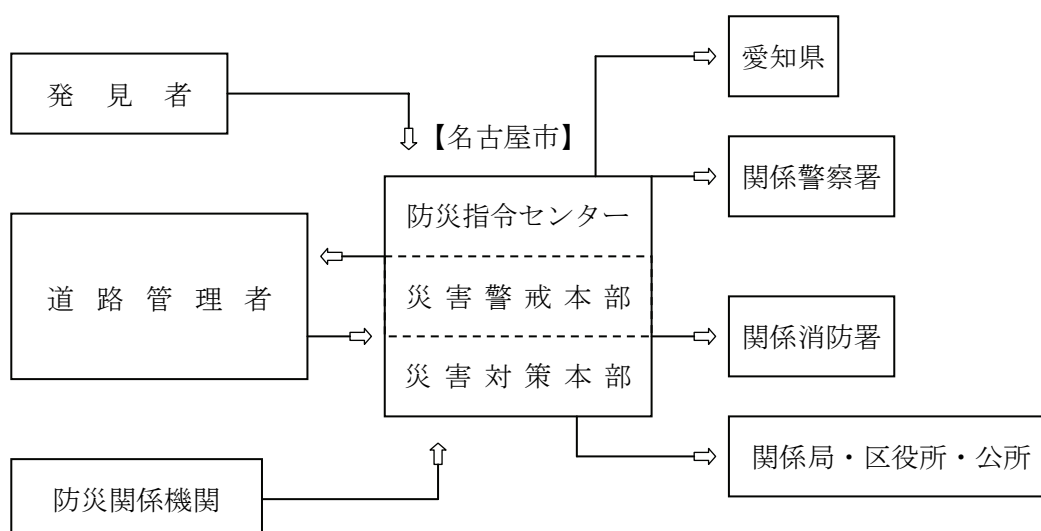 発見者
愛知県
【名古屋市】
関係警察署
防災指令センター
道路管理者
災害警戒本部
関係消防署
災害対策本部
関係局・区役所・公所
防災関係機関